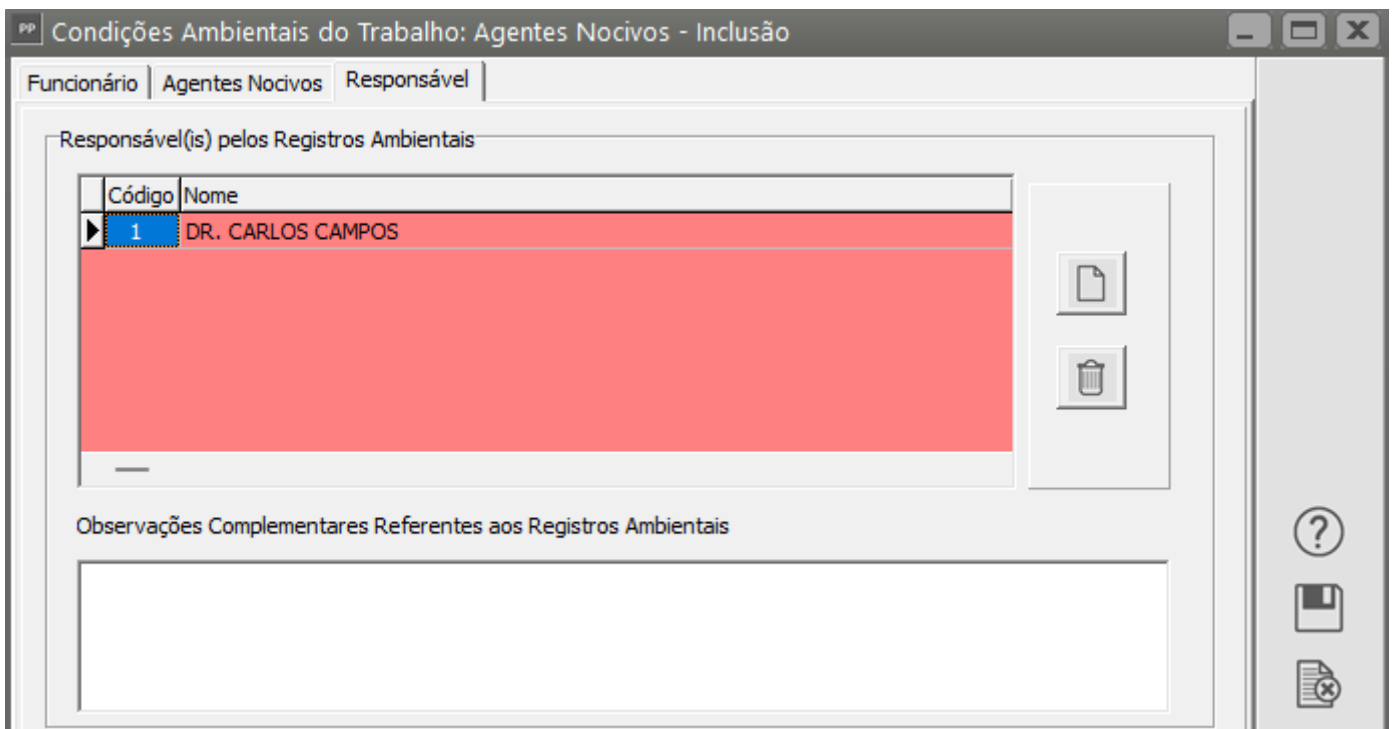 PP Condições Ambientais do Trabalho: Agentes Nocivos - Inclusão
Funcionário Agentes Nocivos Responsável
Responsável(is) pelos Registros Ambientais
Código Nome
1 DR. CARLOS CAMPOS
Observações Complementares Referentes aos Registros Ambientais